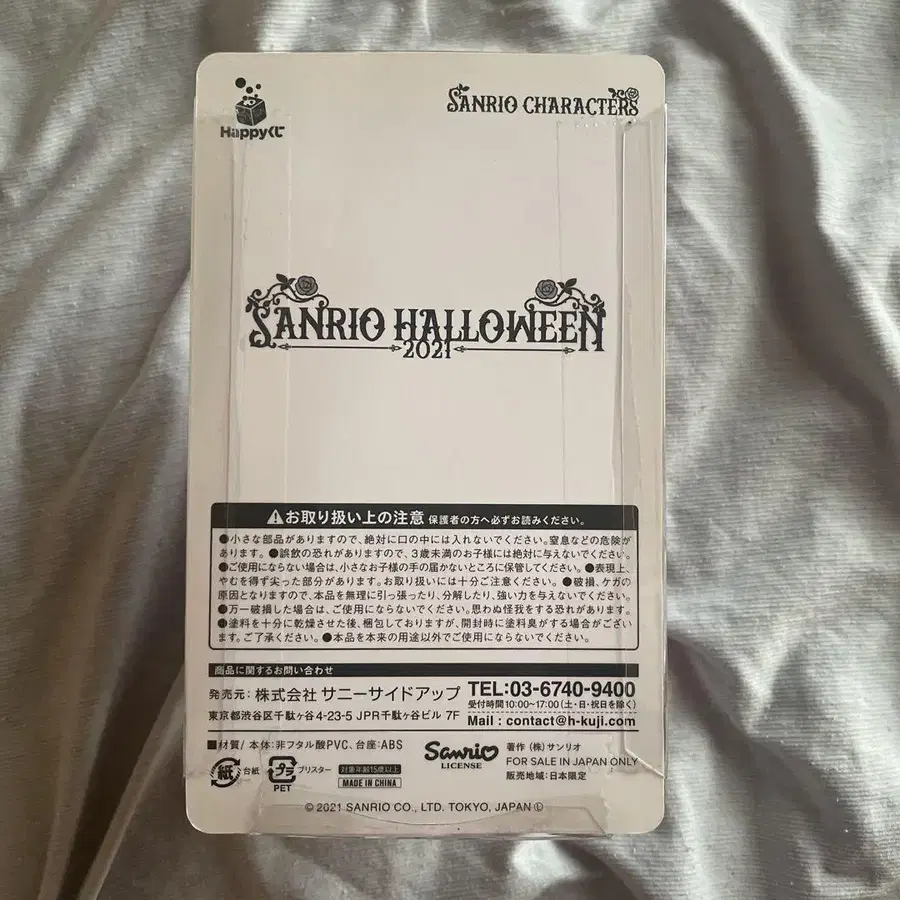 Happyくじ
SANRIO CHARACTERS
SANRIO HALLOWEEN
2021
⚠お取り扱い上の注意 保護者の方へ必ずお読みください。
●小さな部品がありますので、絶対に口の中には入れないでください。窒息などの危険が
あります。●誤飲の恐れがありますので、3歳未満のお子様には絶対に与えないでください。
●ご使用にならない場合は、小さなお子様の手の届かないところに保管してください。●表現上、
やむを得ず尖った部分があります。お取り扱いには十分ご注意ください。●破損、ケガの
原因となりますので、本品を無理に引っ張ったり、分解したり、強い力を与えないでください。
●万一破損した場合は、ご使用にならないでください。思わぬ怪我をする恐れがあります。
●塗料を十分に乾燥させた後、梱包しておりますが、開封時に塗料臭がする場合がござい
ます。ご了承ください。●本品を本来の用途以外でご使用にならないでください。
商品に関するお問い合わせ
発売元:株式会社 サニーサイドアップ
東京都渋谷区千駄ヶ谷4-23-5 JPR千駄ヶ谷ビル 7F
TEL:03-6740-9400
受付時間10:00~17:00(土・日・祝日を除く)
Mail : contact@h-kuji.com
■材質/ 本体:非フタル酸PVC、台座:ABS
紙 台紙
プラ ブリスター
PET
対象年齢15歳以上
MADE IN CHINA
Sanrio
LICENSE
著作 (株) サンリオ
FOR SALE IN JAPAN ONLY
販売地域:日本限定
© 2021 SANRIO CO., LTD. TOKYO, JAPAN Ⓛ